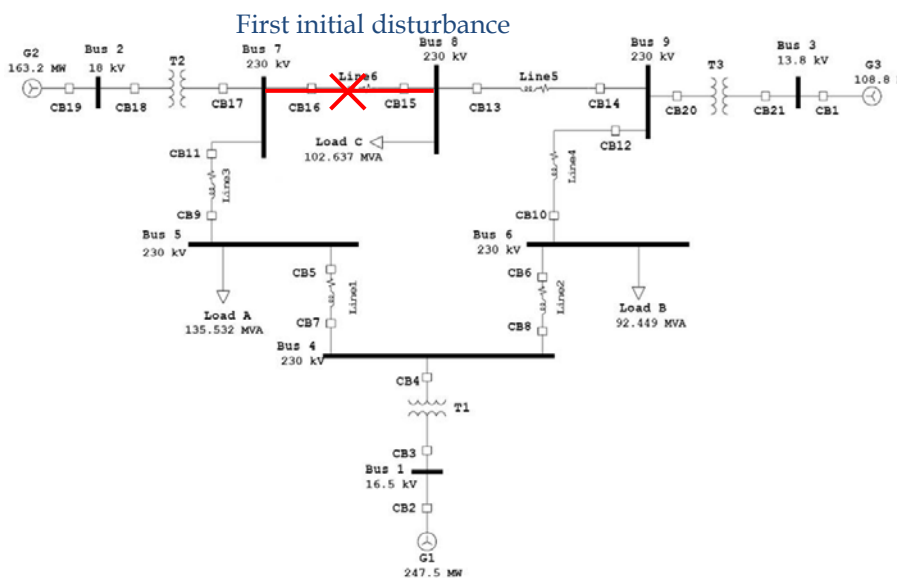 First initial disturbance
G2
163.2 MW
CB19
Bus 2
18 kV
CB18
T2
CB17
Bus 7
230 kV
CB16
Line6
CB15
Bus 8
230 kV
CB13
Line5
CB14
Bus 9
230 kV
CB20
T3
CB21
Bus 3
13.8 kV
CB1
G3
108.8
Load C
102.637 MVA
CB11
Line3
CB9
CB12
Line4
CB10
Bus 5
230 kV
Bus 6
230 kV
CB5
Line1
CB7
CB6
Line2
CB8
Load A
135.532 MVA
Load B
92.449 MVA
Bus 4
230 kV
CB4
T1
CB3
Bus 1
16.5 kV
CB2
G1
247.5 MW